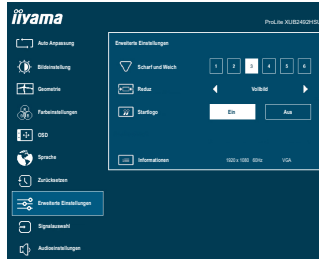 iiyama
ProLite XUB2492HSU
Auto Anpassung
Bildeinstellung
Geometrie
Farbeinstellungen
OSD
Sprache
Zurücksetzen
Erweiterte Einstellungen
Signalauswahl
Audioeinstellungen
Erweiterte Einstellungen
Scharf und Weich
1 2 3 4 5 6
Reduz
Vollbild
Startlogo
Ein
Aus
Informationen
1920 x 1080 60Hz VGA